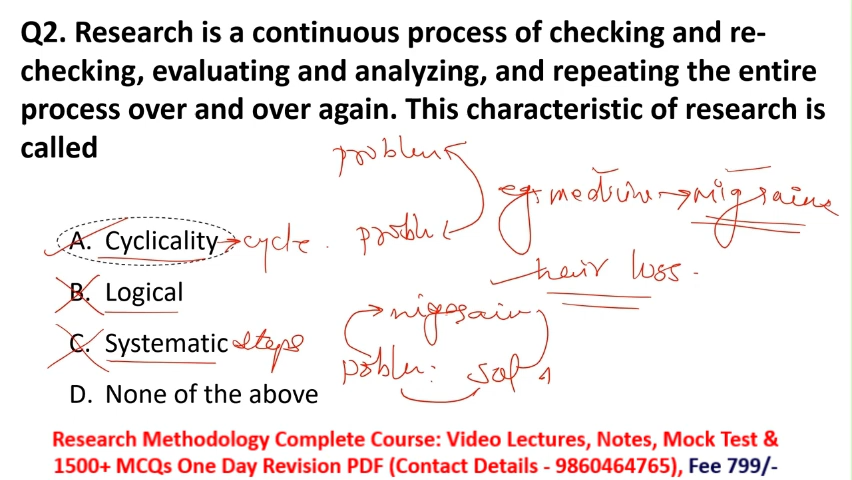 Q2. Research is a continuous process of checking and re-
checking, evaluating and analyzing, and repeating the entire
process over and over again. This characteristic of research is
called
problem
eg. medicine → migraine
A. Cyclicality → cycle.
hair loss.
B. Logical
C. Systematic steps
D. None of the above
Research Methodology Complete Course: Video Lectures, Notes, Mock Test &
1500+ MCQs One Day Revision PDF (Contact Details - 9860464765), Fee 799/-